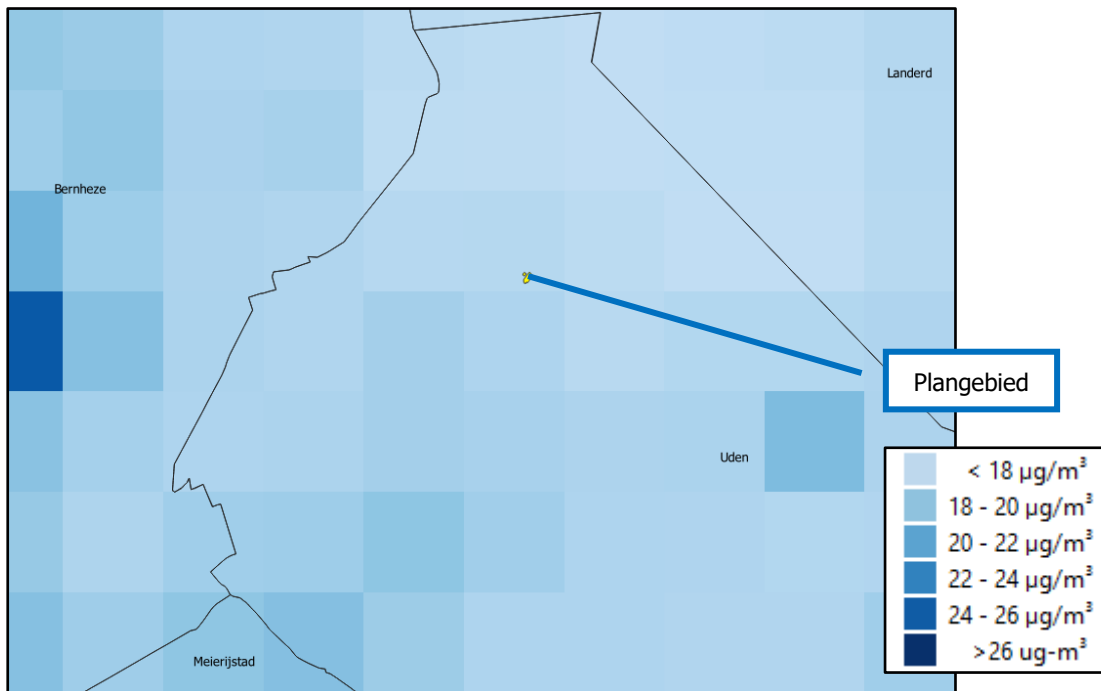 Landerd
Bernheze
Plangebied
Uden
Meierijstad
< 18 µg/m³
18 - 20 µg/m³
20 - 22 µg/m³
22 - 24 µg/m³
24 - 26 µg/m³
>26 ug-m³